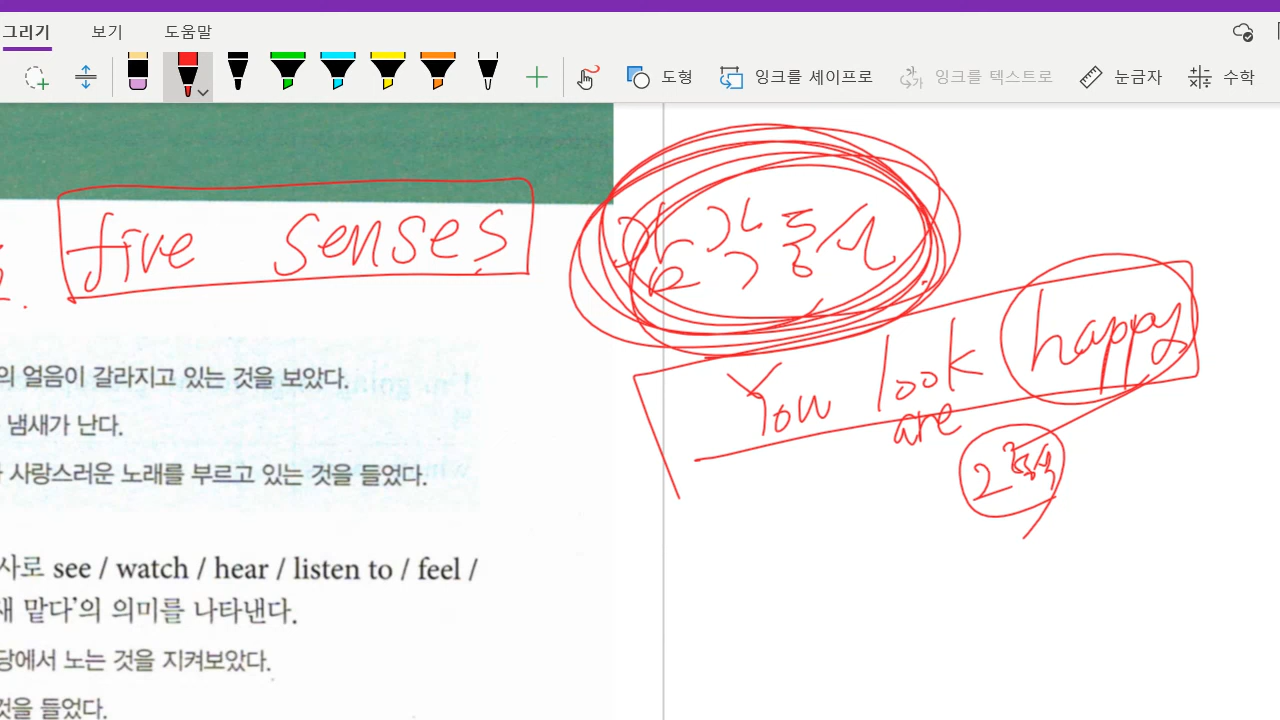 그리기 보기 도움말
도형 잉크를 셰이프로 잉크를 텍스트로 눈금자 수학
five senses
감각동사
You look happy
are
2형식
의 얼음이 갈라지고 있는 것을 보았다.
냄새가 난다.
사랑스러운 노래를 부르고 있는 것을 들었다.
사로 see / watch / hear / listen to / feel /
새 맡다’의 의미를 나타낸다.
당에서 노는 것을 지켜보았다.
것을 들었다.